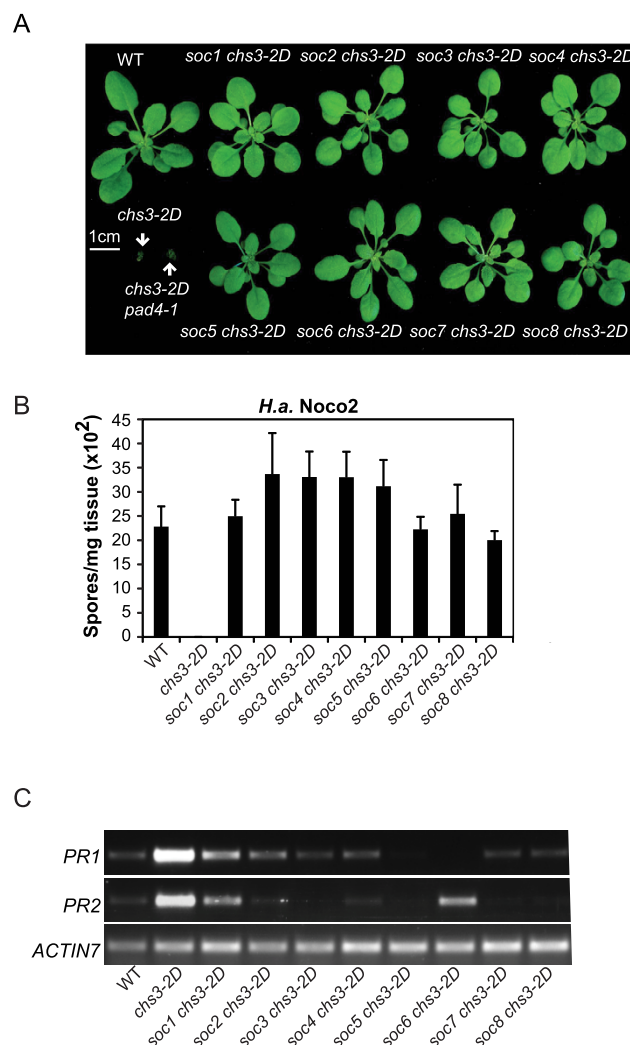 A
WT
soc1 chs3-2D
soc2 chs3-2D
soc3 chs3-2D
soc4 chs3-2D
chs3-2D
1cm
chs3-2D
pad4-1
soc5 chs3-2D
soc6 chs3-2D
soc7 chs3-2D
soc8 chs3-2D
B
H.a. Noco2
Spores/mg tissue (x10²)
45
40
35
30
25
20
15
10
5
0
WT
chs3-2D
soc1 chs3-2D
soc2 chs3-2D
soc3 chs3-2D
soc4 chs3-2D
soc5 chs3-2D
soc6 chs3-2D
soc7 chs3-2D
soc8 chs3-2D
C
PR1
PR2
ACTIN7
WT
chs3-2D
soc1 chs3-2D
soc2 chs3-2D
soc3 chs3-2D
soc4 chs3-2D
soc5 chs3-2D
soc6 chs3-2D
soc7 chs3-2D
soc8 chs3-2D